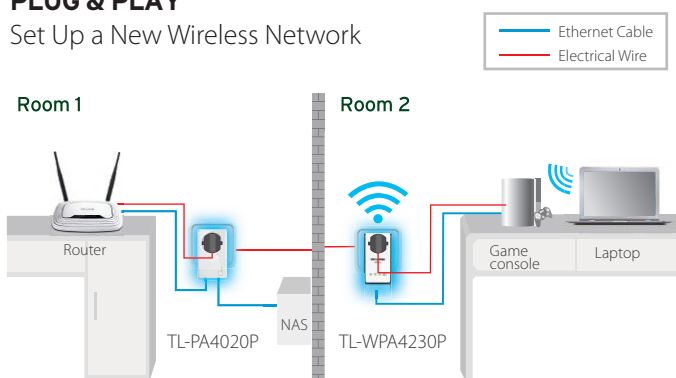 PLUG & PLAY
Set Up a New Wireless Network
Ethernet Cable
Electrical Wire
Room 1
Room 2
Router
Game
console
Laptop
NAS
TL-PA4020P
TL-WPA4230P